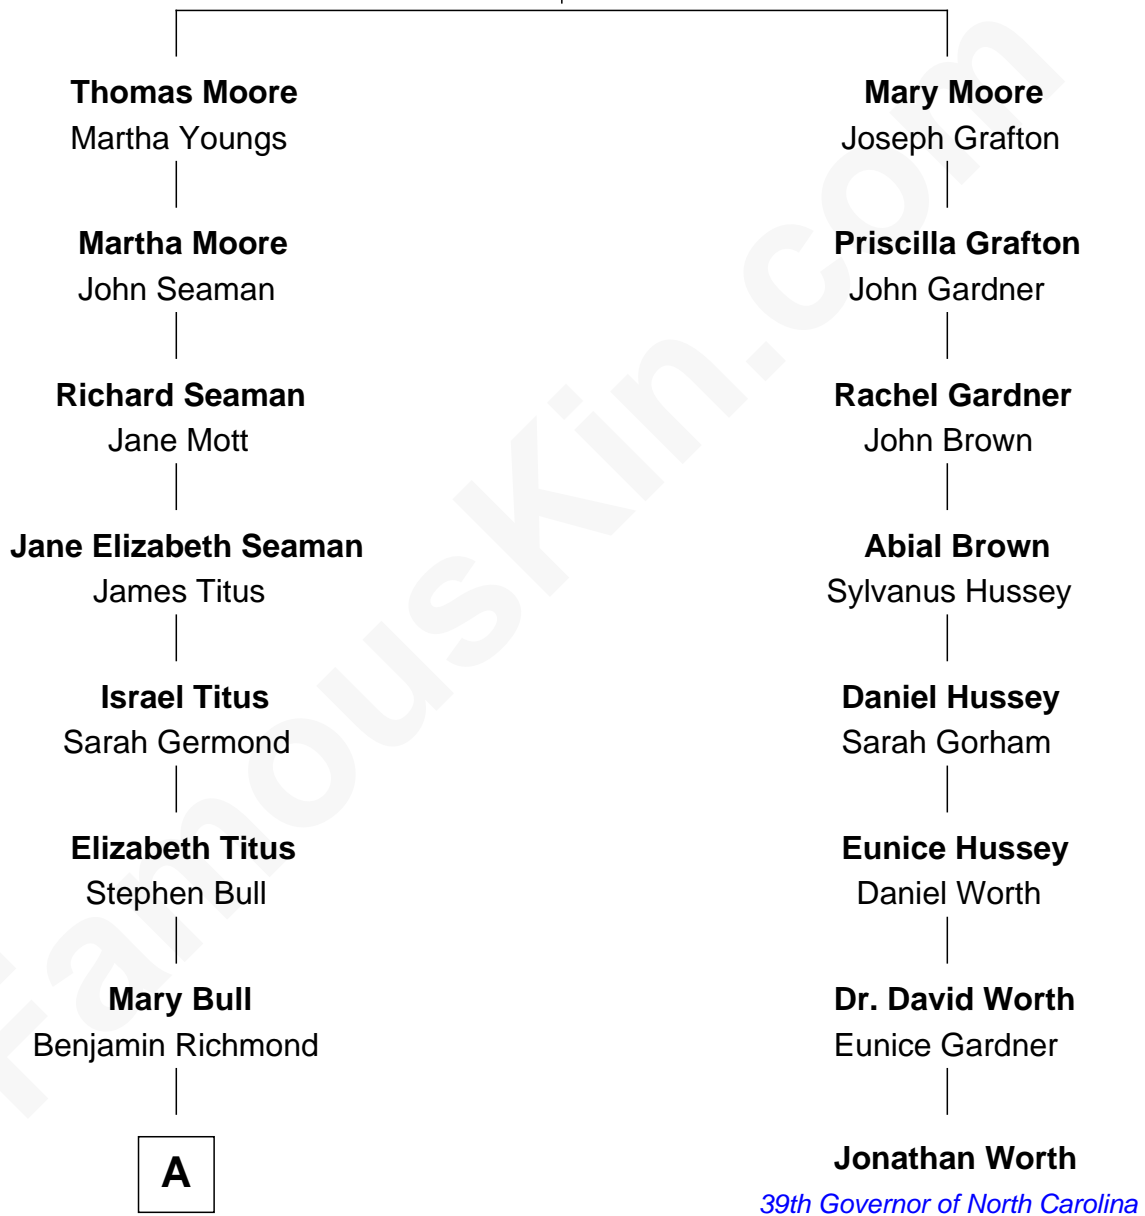 Thomas Moore
Martha Youngs
Martha Moore
John Seaman
Richard Seaman
Jane Mott
Jane Elizabeth Seaman
James Titus
Israel Titus
Sarah Germond
Elizabeth Titus
Stephen Bull
Mary Bull
Benjamin Richmond
A
Mary Moore
Joseph Grafton
Priscilla Grafton
John Gardner
Rachel Gardner
John Brown
Abial Brown
Sylvanus Hussey
Daniel Hussey
Sarah Gorham
Eunice Hussey
Daniel Worth
Dr. David Worth
Eunice Gardner
Jonathan Worth
39th Governor of North Carolina
FamousKin.com